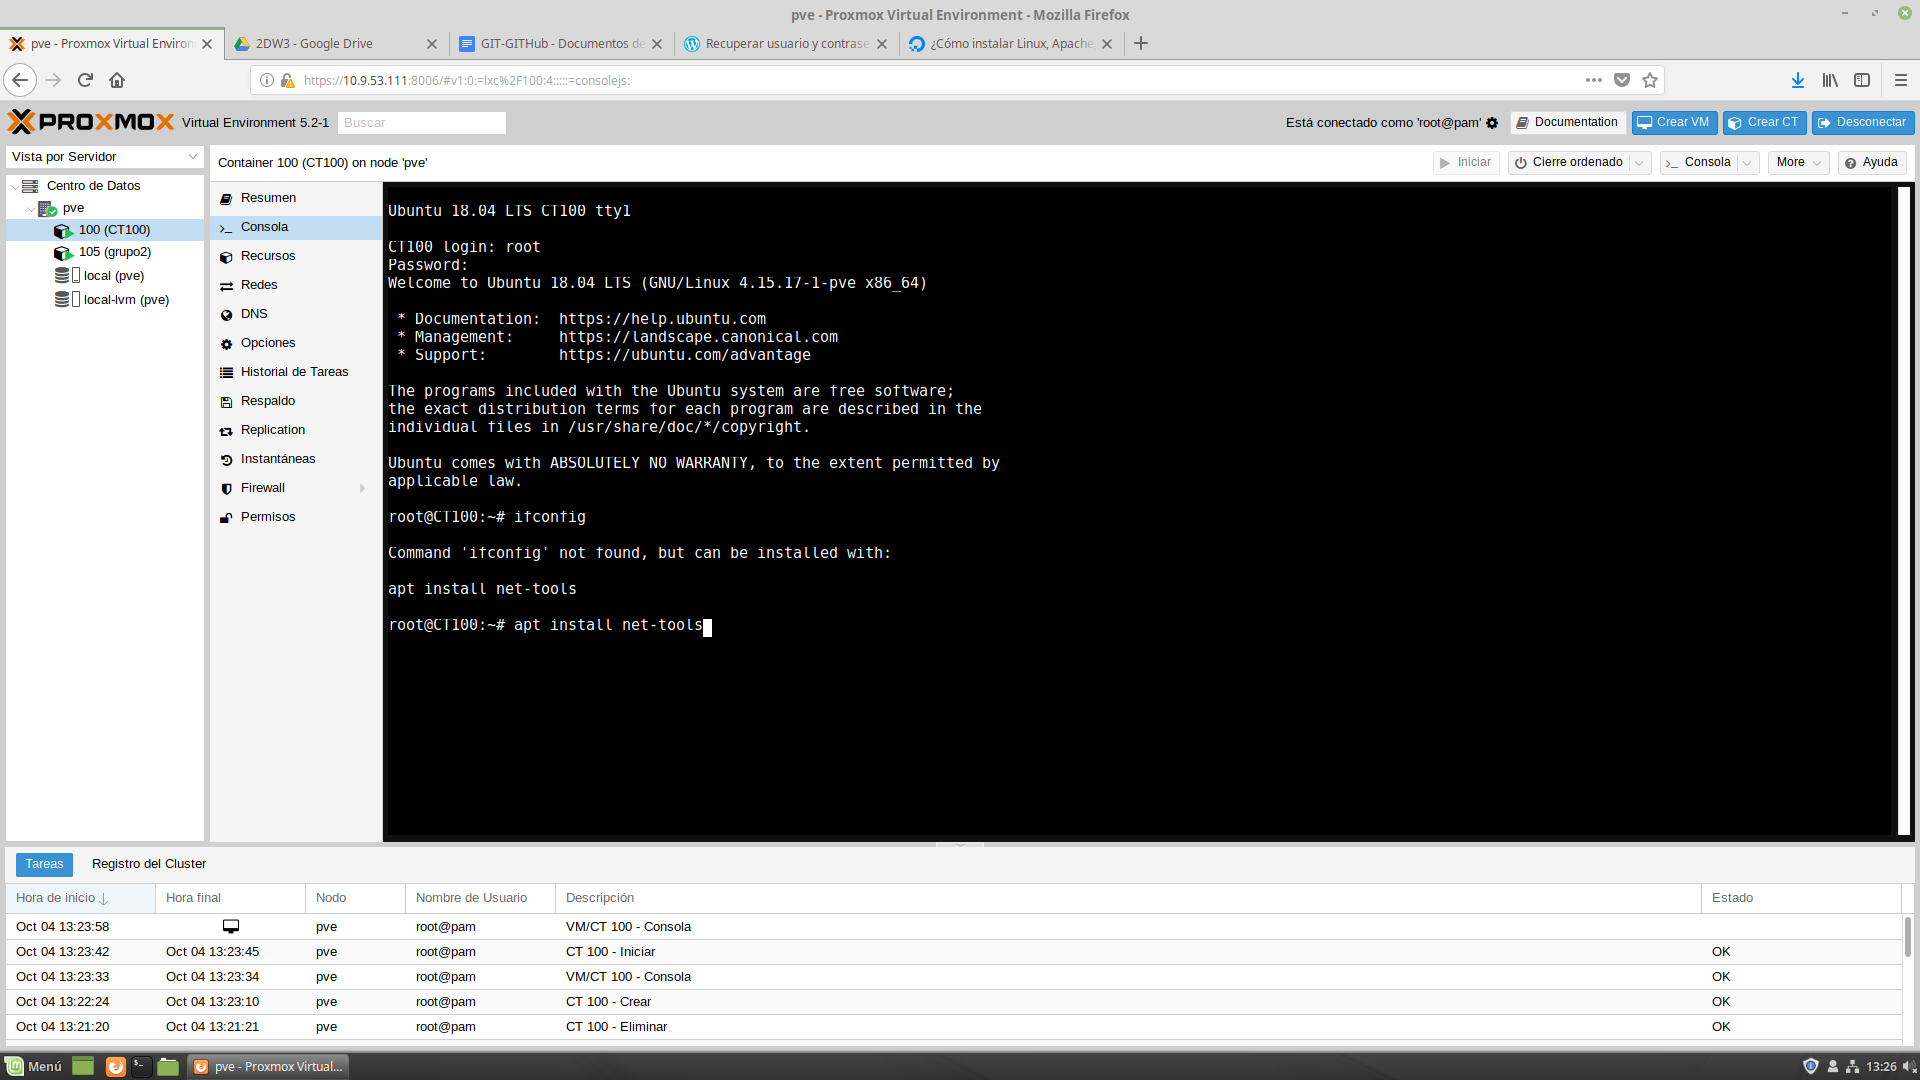 pve - Proxmox Virtual Environment - Mozilla Firefox
pve - Proxmox Virtual Environ
2DW3 - Google Drive
GIT-GITHub - Documentos de
Recuperar usuario y contrase
¿Cómo instalar Linux, Apache
https://10.9.53.111:8006/#v1:0:=lxc%2F100:4:::::=consolejs:
PROXMOX Virtual Environment 5.2-1
Buscar
Está conectado como 'root@pam'
Documentation
Crear VM
Crear CT
Desconectar
Vista por Servidor
Container 100 (CT100) on node 'pve'
Iniciar
Cierre ordenado
Consola
More
Ayuda
Centro de Datos
pve
100 (CT100)
105 (grupo2)
local (pve)
local-lvm (pve)
Resumen
Consola
Recursos
Redes
DNS
Opciones
Historial de Tareas
Respaldo
Replication
Instantáneas
Firewall
Permisos
Ubuntu 18.04 LTS CT100 tty1
CT100 login: root
Password:
Welcome to Ubuntu 18.04 LTS (GNU/Linux 4.15.17-1-pve x86_64)
* Documentation:  https://help.ubuntu.com
* Management:     https://landscape.canonical.com
* Support:        https://ubuntu.com/advantage
The programs included with the Ubuntu system are free software;
the exact distribution terms for each program are described in the
individual files in /usr/share/doc/*/copyright.
Ubuntu comes with ABSOLUTELY NO WARRANTY, to the extent permitted by
applicable law.
root@CT100:~# ifconfig
Command 'ifconfig' not found, but can be installed with:
apt install net-tools
root@CT100:~# apt install net-tools
Tareas
Registro del Cluster
Hora de inicio Hora final Nodo Nombre de Usuario Descripción Estado
Oct 04 13:23:58 pve root@pam VM/CT 100 - Consola
Oct 04 13:23:42 Oct 04 13:23:45 pve root@pam CT 100 - Iniciar OK
Oct 04 13:23:33 Oct 04 13:23:34 pve root@pam VM/CT 100 - Consola OK
Oct 04 13:22:24 Oct 04 13:23:10 pve root@pam CT 100 - Crear OK
Oct 04 13:21:20 Oct 04 13:21:21 pve root@pam CT 100 - Eliminar OK
Menú
pve - Proxmox Virtual...
13:26